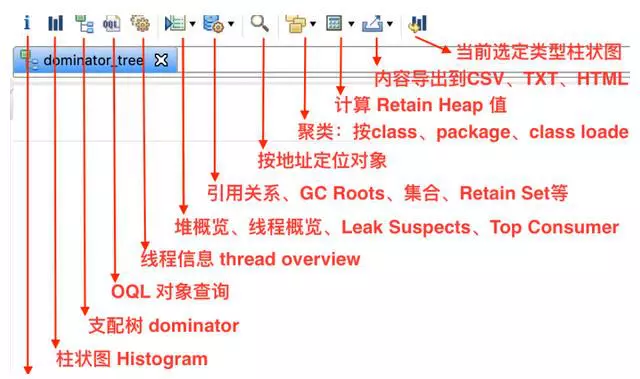 i
OQL
dominator_tree
当前选定类型柱状图
内容导出到CSV、TXT、HTML
计算 Retain Heap 值
聚类：按class、package、class loade
按地址定位对象
引用关系、GC Roots、集合、Retain Set等
堆概览、线程概览、Leak Suspects、Top Consumer
线程信息 thread overview
OQL 对象查询
支配树 dominator
柱状图 Histogram